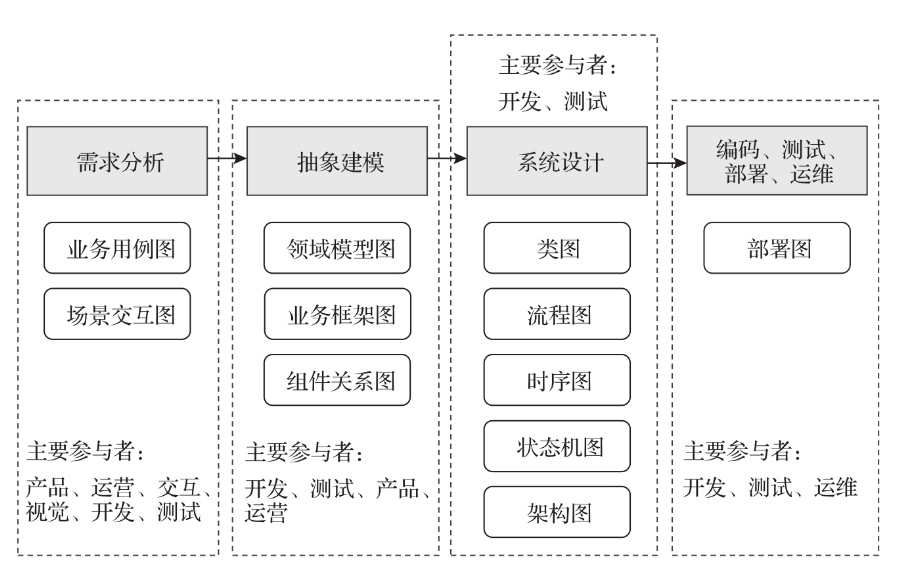 需求分析
业务用例图
场景交互图
主要参与者：
产品、运营、交互、
视觉、开发、测试
抽象建模
领域模型图
业务框架图
组件关系图
主要参与者：
开发、测试、产品、
运营
主要参与者：
开发、测试
系统设计
类图
流程图
时序图
状态机图
架构图
编码、测试、
部署、运维
部署图
主要参与者：
开发、测试、运维